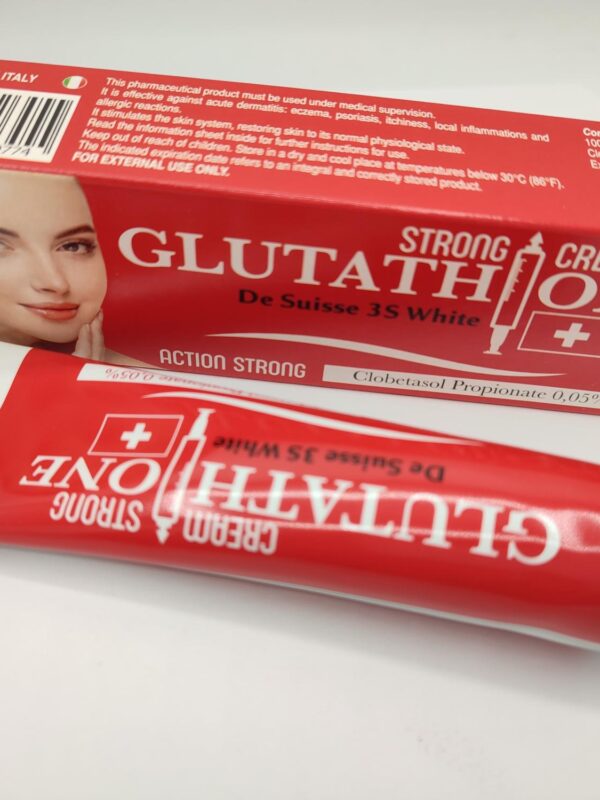 ITALY
This pharmaceutical product must be used under medical supervision.
It is effective against acute dermatitis: eczema, psoriasis, itchiness, local inflammations and
allergic reactions.
It stimulates the skin system, restoring skin to its normal physiological state.
Read the information sheet inside for further instructions for use.
Keep out of reach of children. Store in a dry and cool place at temperatures below 30°C (86°F).
The indicated expiration date refers to an integral and correctly stored product.
FOR EXTERNAL USE ONLY.
STRONG
GLUTATH
De Suisse 3S White
ACTION STRONG
Clobetasol Propionate 0,05%
Propionate 0,05%
De Suisse 3S White
GLUTATHIONE
CREAM STRONG